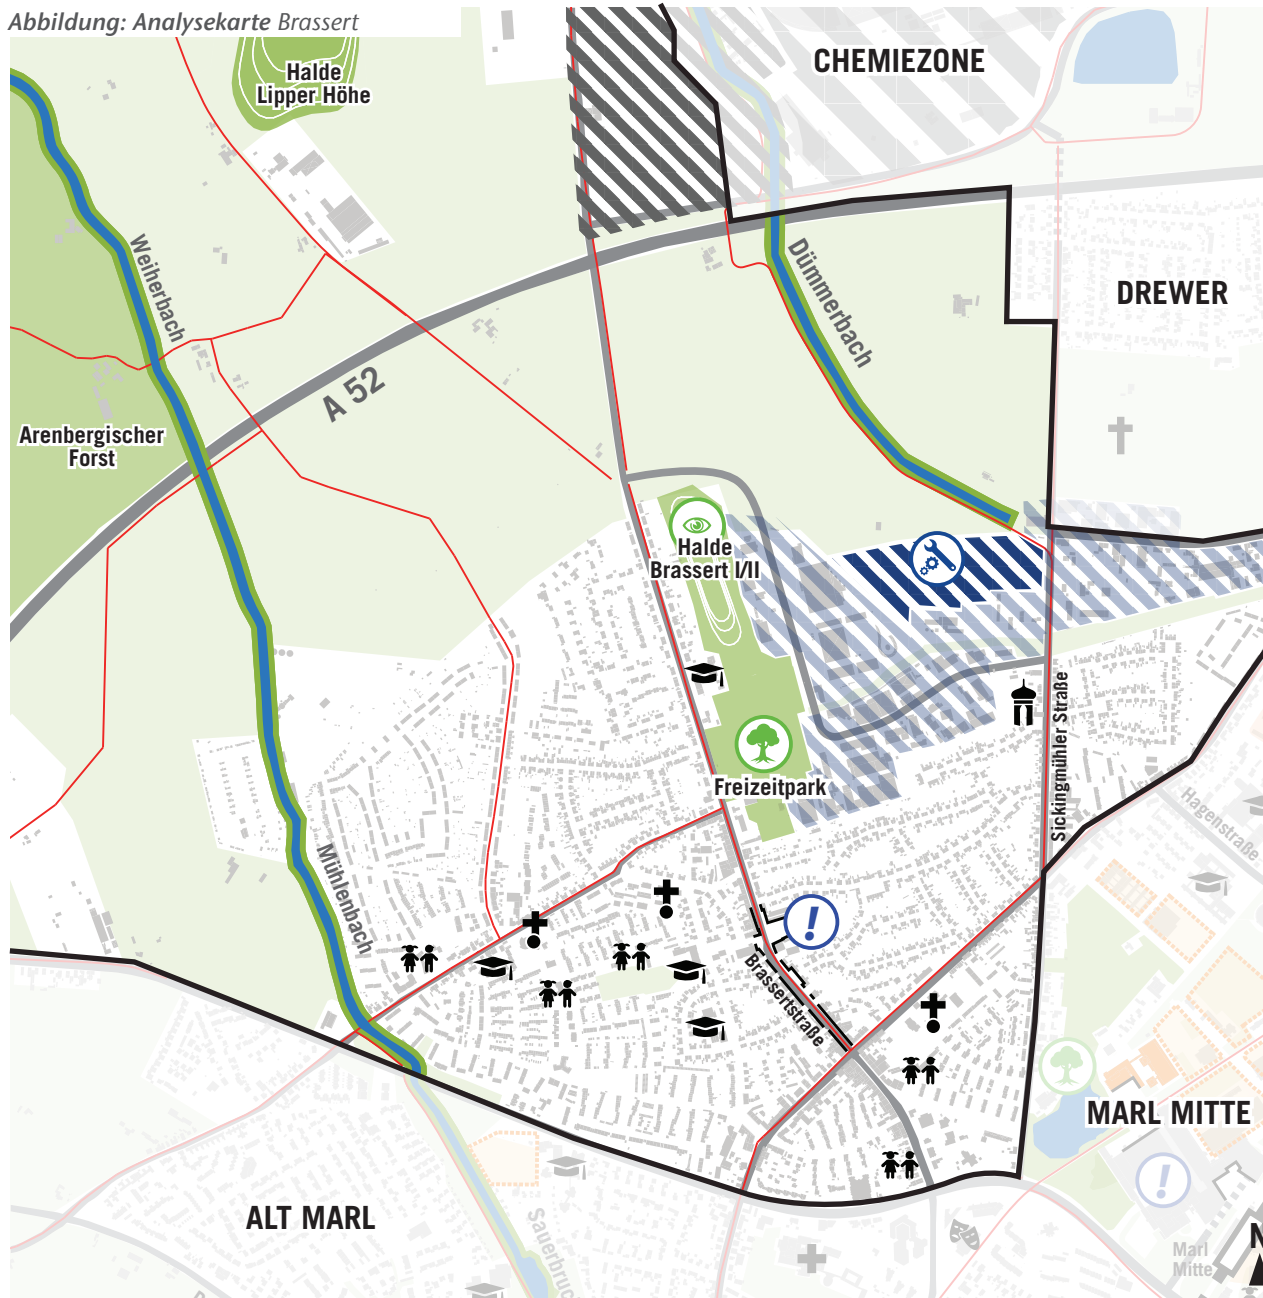 Abbildung: Analysekarte Brassert
CHEMIEZONE
Halde
Lipper Höhe
Weiherbach
Dümmerbach
DREWER
A 52
Arenbergischer
Forst
Halde
Brassert I/II
Sickingmühler Straße
Freizeitpark
Hagenstraße
Mühlenbach
!
Brassertstraße
MARL MITTE
!
ALT MARL
Sauerbruc
Marl
Mitte
N